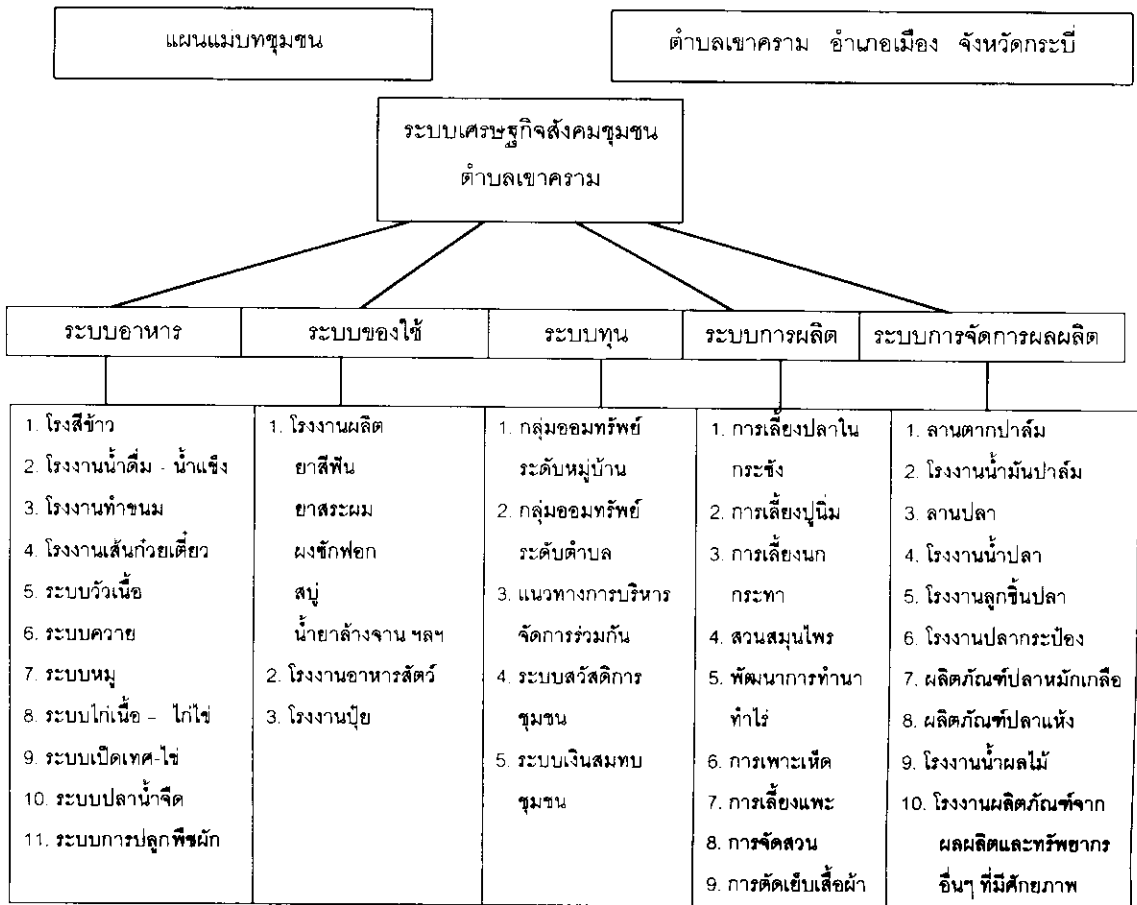 แผนแม่บทชุมชน
ตำบลเขาคราม อำเภอเมือง จังหวัดกระบี่
ระบบเศรษฐกิจสังคมชุมชน
ตำบลเขาคราม
ระบบอาหาร
1. โรงสีข้าว
2. โรงงานน้ำดื่ม - น้ำแข็ง
3. โรงงานทำขนม
4. โรงงานเส้นก๋วยเตี๋ยว
5. ระบบวัวเนื้อ
6. ระบบควาย
7. ระบบหมู
8. ระบบไก่เนื้อ – ไก่ไข่
9. ระบบเป็ดเทศ-ไข่
10. ระบบปลาน้ำจืด
11. ระบบการปลูกพืชผัก
ระบบของใช้
1. โรงงานผลิต
ยาสีฟัน
ยาสระผม
ผงซักฟอก
สบู่
น้ำยาล้างจาน ฯลฯ
2. โรงงานอาหารสัตว์
3. โรงงานปุ๋ย
ระบบทุน
1. กลุ่มออมทรัพย์
ระดับหมู่บ้าน
2. กลุ่มออมทรัพย์
ระดับตำบล
3. แนวทางการบริหาร
จัดการร่วมกัน
4. ระบบสวัสดิการ
ชุมชน
5. ระบบเงินสมทบ
ชุมชน
ระบบการผลิต
1. การเลี้ยงปลาใน
กระชัง
2. การเลี้ยงปูนิ่ม
3. การเลี้ยงนก
กระทา
4. สวนสมุนไพร
5. พัฒนาการทำนา
ทำไร่
6. การเพาะเห็ด
7. การเลี้ยงแพะ
8. การจัดสวน
9. การตัดเย็บเสื้อผ้า
ระบบการจัดการผลผลิต
1. ลานตากปาล์ม
2. โรงงานน้ำมันปาล์ม
3. ลานปลา
4. โรงงานน้ำปลา
5. โรงงานลูกชิ้นปลา
6. โรงงานปลากระป๋อง
7. ผลิตภัณฑ์ปลาหมักเกลือ
8. ผลิตภัณฑ์ปลาแห้ง
9. โรงงานน้ำผลไม้
10. โรงงานผลิตภัณฑ์จาก
ผลผลิตและทรัพยากร
อื่นๆ ที่มีศักยภาพ